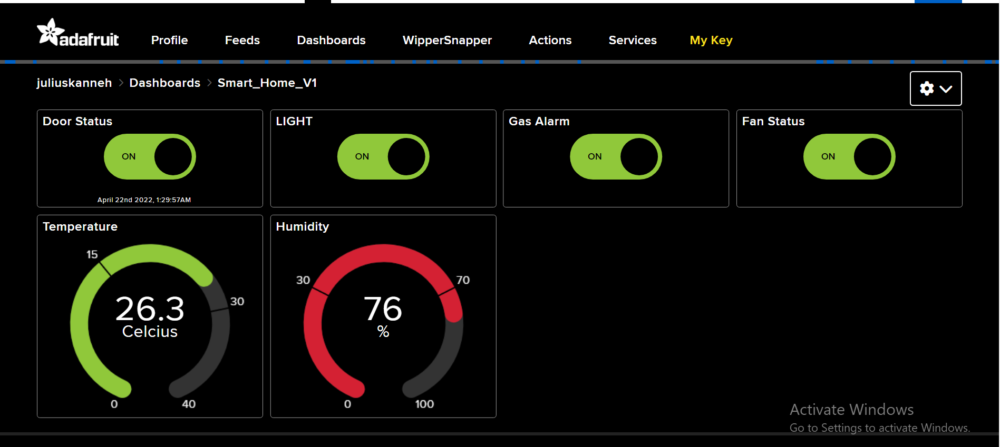 adafruit
Profile
Feeds
Dashboards
WipperSnapper
Actions
Services
My Key
juliuskanneh > Dashboards > Smart_Home_V1
Door Status
ON
April 22nd 2022, 1:29:57AM
LIGHT
ON
Gas Alarm
ON
Fan Status
ON
Temperature
15
30
26.3
Celcius
0
40
Humidity
30
70
76
%
0
100
Activate Windows
Go to Settings to activate Windows.